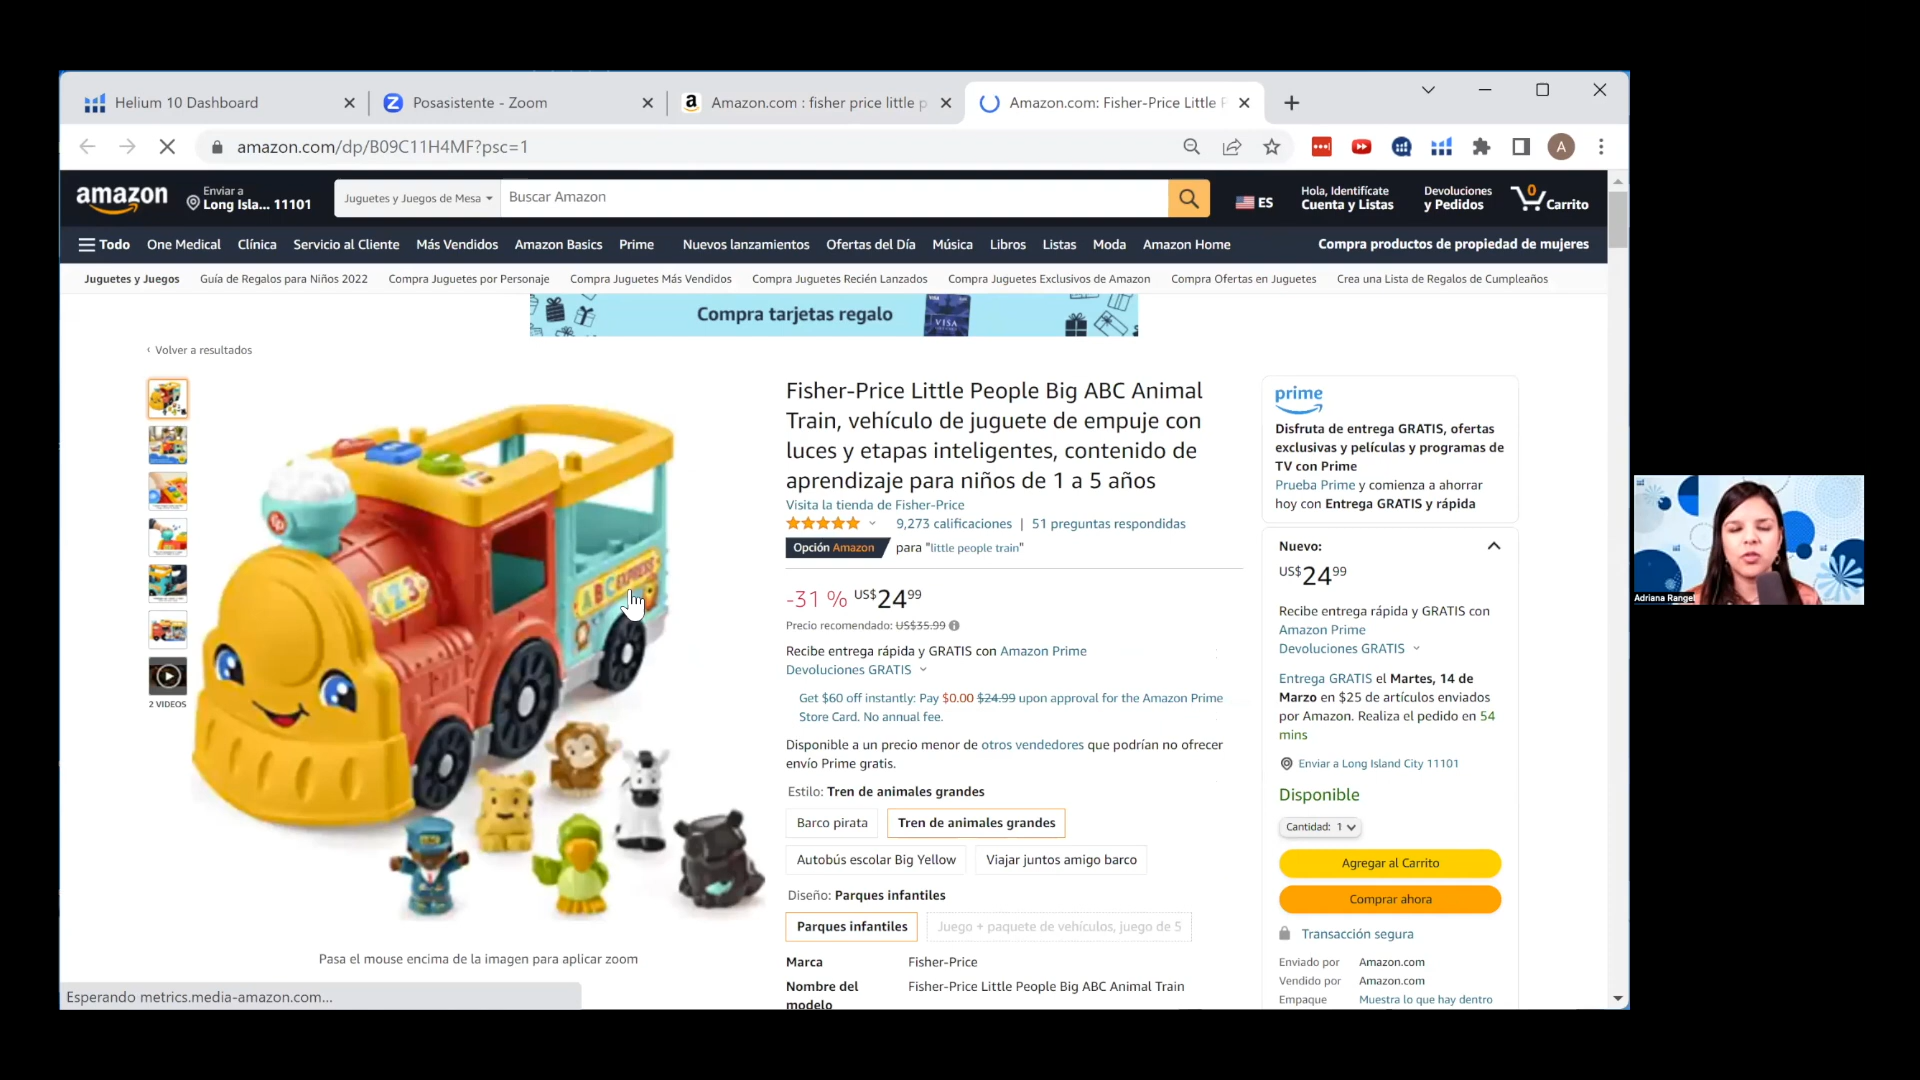 Helium 10 Dashboard
Posasistente - Zoom
Amazon.com : fisher price little p
Amazon.com: Fisher-Price Little P
amazon.com/dp/B09C11H4MF?psc=1
A
amazon
Enviar a
Long Isla... 11101
Juguetes y Juegos de Mesa
Buscar Amazon
ES
Hola, Identifícate
Cuenta y Listas
Devoluciones
y Pedidos
0
Carrito
Todo
One Medical
Clínica
Servicio al Cliente
Más Vendidos
Amazon Basics
Prime
Nuevos lanzamientos
Ofertas del Día
Música
Libros
Listas
Moda
Amazon Home
Compra productos de propiedad de mujeres
Juguetes y Juegos
Guía de Regalos para Niños 2022
Compra Juguetes por Personaje
Compra Juguetes Más Vendidos
Compra Juguetes Recién Lanzados
Compra Juguetes Exclusivos de Amazon
Compra Ofertas en Juguetes
Crea una Lista de Regalos de Cumpleaños
Compra tarjetas regalo
VISA
‹ Volver a resultados
2 VIDEOS
123
ABC EXPRESS
Pasa el mouse encima de la imagen para aplicar zoom
Fisher-Price Little People Big ABC Animal
Train, vehículo de juguete de empuje con
luces y etapas inteligentes, contenido de
aprendizaje para niños de 1 a 5 años
Visita la tienda de Fisher-Price
9,273 calificaciones | 51 preguntas respondidas
Opción Amazon para "little people train"
-31 % US$24⁹⁹
Precio recomendado: US$35.99
Recibe entrega rápida y GRATIS con Amazon Prime
Devoluciones GRATIS
Get $60 off instantly: Pay $0.00 $24.99 upon approval for the Amazon Prime
Store Card. No annual fee.
Disponible a un precio menor de otros vendedores que podrían no ofrecer
envío Prime gratis.
Estilo: Tren de animales grandes
Barco pirata
Tren de animales grandes
Autobús escolar Big Yellow
Viajar juntos amigo barco
Diseño: Parques infantiles
Parques infantiles
Juego + paquete de vehículos, juego de 5
Marca Fisher-Price
Nombre del Fisher-Price Little People Big ABC Animal Train
modelo
prime
Disfruta de entrega GRATIS, ofertas
exclusivas y películas y programas de
TV con Prime
Prueba Prime y comienza a ahorrar
hoy con Entrega GRATIS y rápida
Nuevo:
US$24⁹⁹
Recibe entrega rápida y GRATIS con
Amazon Prime
Devoluciones GRATIS
Entrega GRATIS el Martes, 14 de
Marzo en $25 de artículos enviados
por Amazon. Realiza el pedido en 54
mins
Enviar a Long Island City 11101
Disponible
Cantidad: 1
Agregar al Carrito
Comprar ahora
Transacción segura
Enviado por Amazon.com
Vendido por Amazon.com
Empaque Muestra lo que hay dentro
Esperando metrics.media-amazon.com...
Adriana Rangel